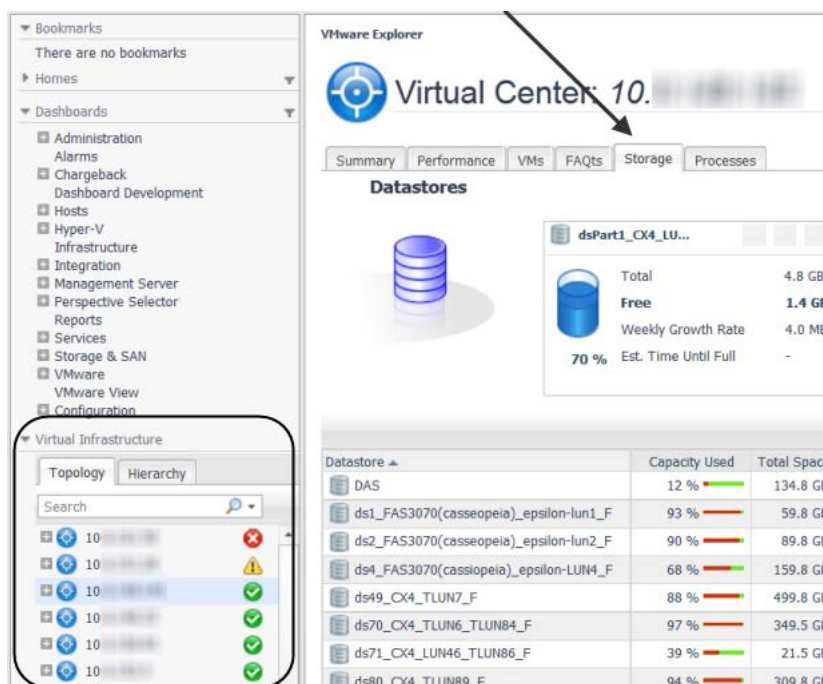 Bookmarks
There are no bookmarks
Homes
Dashboards
Administration
Alarms
Chargeback
Dashboard Development
Hosts
Hyper-V
Infrastructure
Integration
Management Server
Perspective Selector
Reports
Services
Storage & SAN
VMware
VMware View
Configuration
Virtual Infrastructure
Topology Hierarchy
Search
10
10
10
10
10
10
VMware Explorer
Virtual Center: 10.
Summary Performance VMs FAQts Storage Processes
Datastores
dsPart1_CX4_LU...
Total 4.8 GB
Free 1.4 GB
Weekly Growth Rate 4.0 MB
70 % Est. Time Until Full -
Datastore Capacity Used Total Spac
DAS 12 % 134.8 GB
ds1_FAS3070(casseopeia)_epsilon-lun1_F 93 % 59.8 GB
ds2_FAS3070(casseopeia)_epsilon-lun2_F 90 % 89.8 GB
ds4_FAS3070(cassiopeia)_epsilon-LUN4_F 68 % 159.8 GB
ds49_CX4_TLUN7_F 88 % 499.8 GB
ds70_CX4_TLUN6_TLUN84_F 97 % 349.5 GB
ds71_CX4_LUN46_TLUN86_F 39 % 21.5 GB
ds80_CX4_TLUN89_F 94 % 309.8 GB